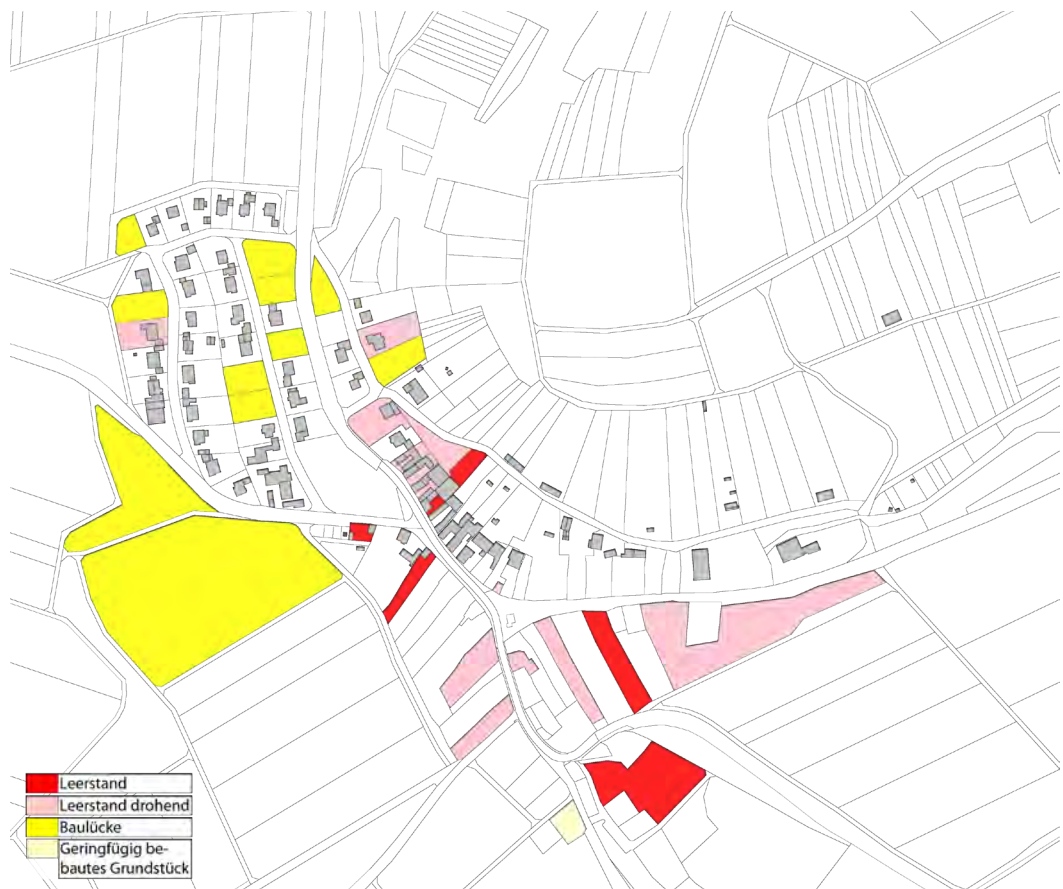 Leerstand
Leerstand drohend
Baulücke
Geringfügig be-
bautes Grundstück